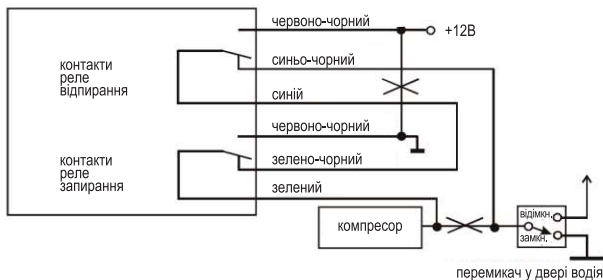 червоно-чорний
+12В
контакти
реле
відпирання
синьо-чорний
синій
червоно-чорний
контакти
реле
запирання
зелено-чорний
зелений
компресор
відімкн.
замкн.
перемикач у двері водія